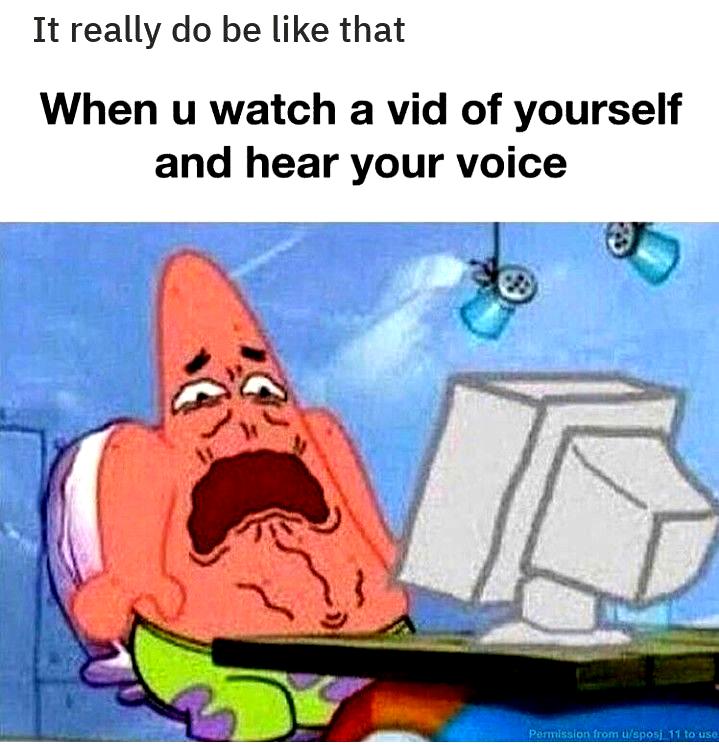 It really do be like that
When u watch a vid of yourself
and hear your voice
Permission from u/sposj_11 to use